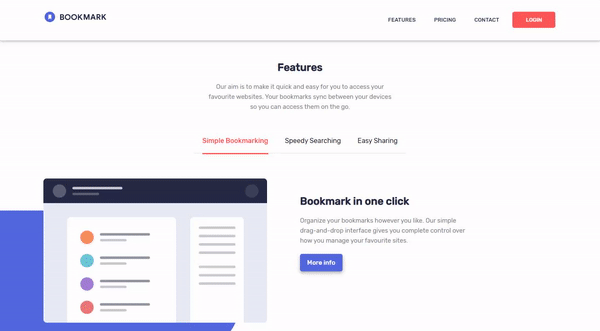 BOOKMARK
FEATURES PRICING CONTACT LOGIN
Features
Our aim is to make it quick and easy for you to access your
favourite websites. Your bookmarks sync between your devices
so you can access them on the go.
Simple Bookmarking Speedy Searching Easy Sharing
Bookmark in one click
Organize your bookmarks however you like. Our simple
drag-and-drop interface gives you complete control over
how you manage your favourite sites.
More info